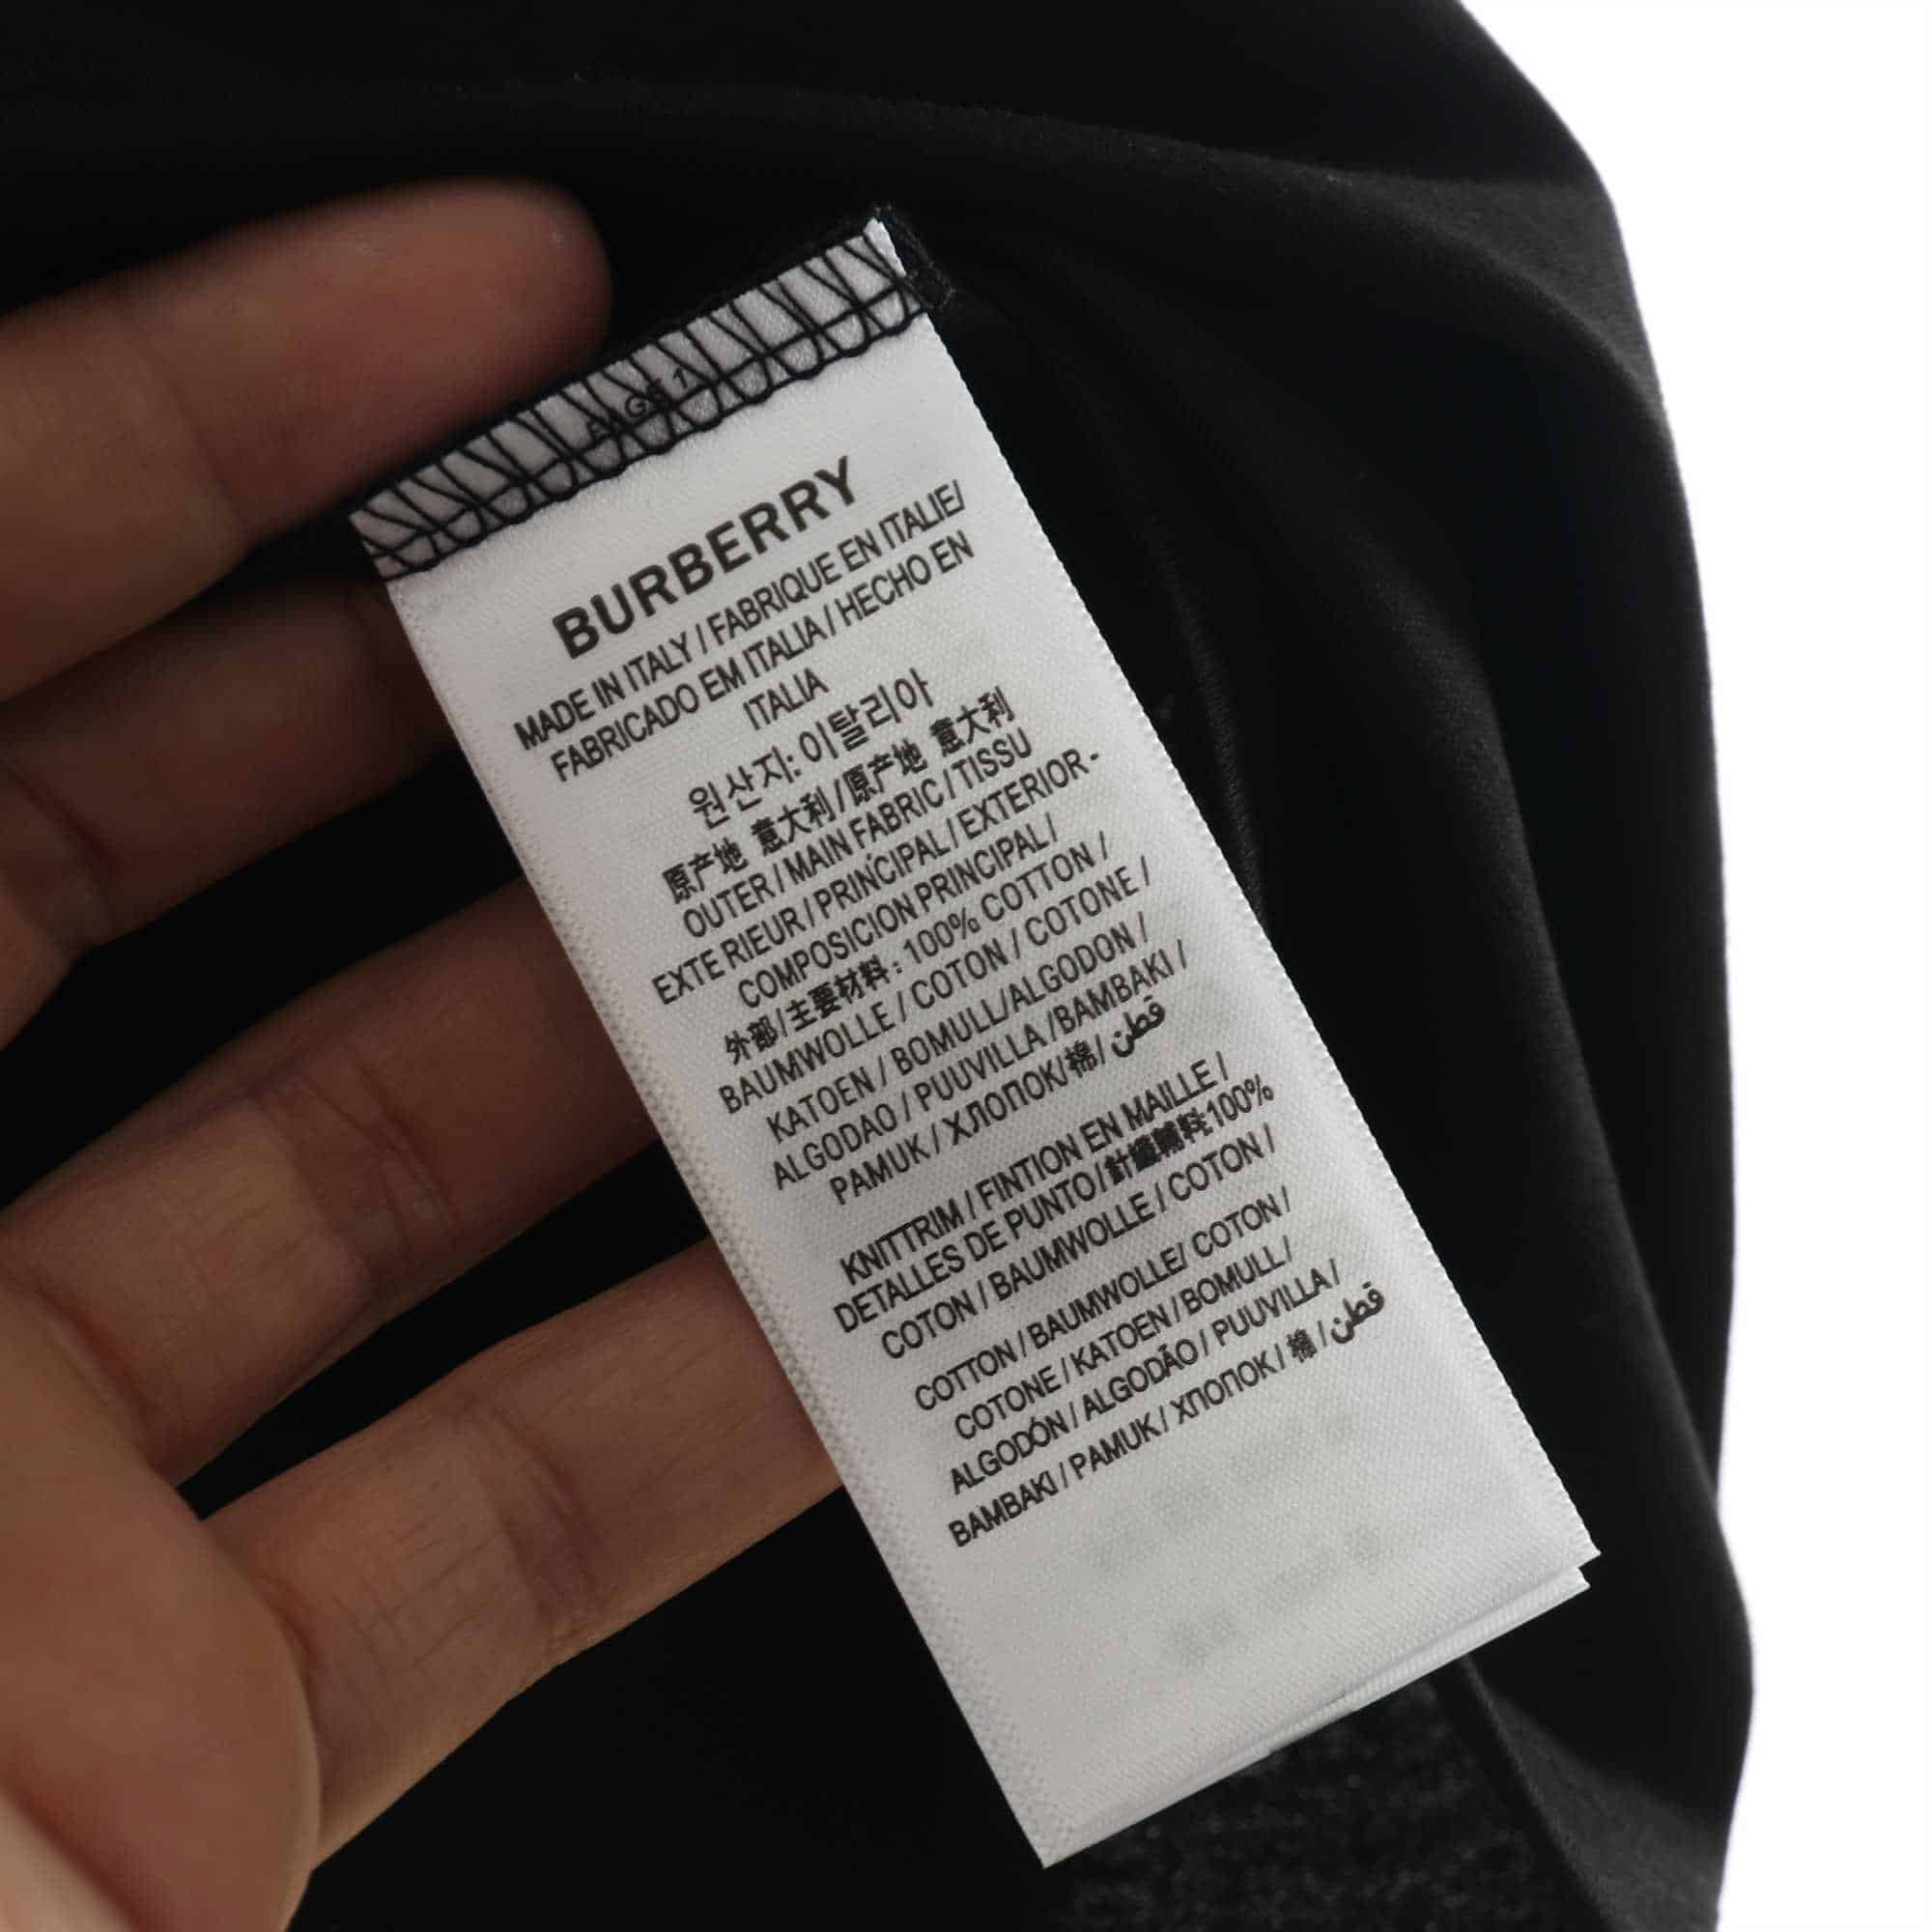 PAGE 1
BURBERRY
MADE IN ITALY / FABRIQUE EN ITALIE/
FABRICADO EM ITALIA / HECHO EN
ITALIA
원산지: 이탈리아
原产地 意大利/原产地 意大利
OUTER / MAIN FABRIC / TISSU
EXTE RIEUR / PRINCIPAL / EXTERIOR -
COMPOSICION PRINCIPAL /
外部/主要材料: 100% COTTON /
BAUMWOLLE / COTON / COTONE /
KATOEN / BOMULL/ALGODON /
ALGODAO / PUUVILLA /BAMBAKI /
PAMUK / ХЛОПОК/棉/ قطن
KNITTRIM / FINTION EN MAILLE /
DETALLES DE PUNTO/針織輔料:100%
COTON / BAUMWOLLE / COTON /
COTTON / BAUMWOLLE/ COTON/
COTONE / KATOEN / BOMULL/
ALGODÓN / ALGODÃO / PUUVILLA /
BAMBAKI / PAMUK / ХЛОПОК / 棉 / قطن